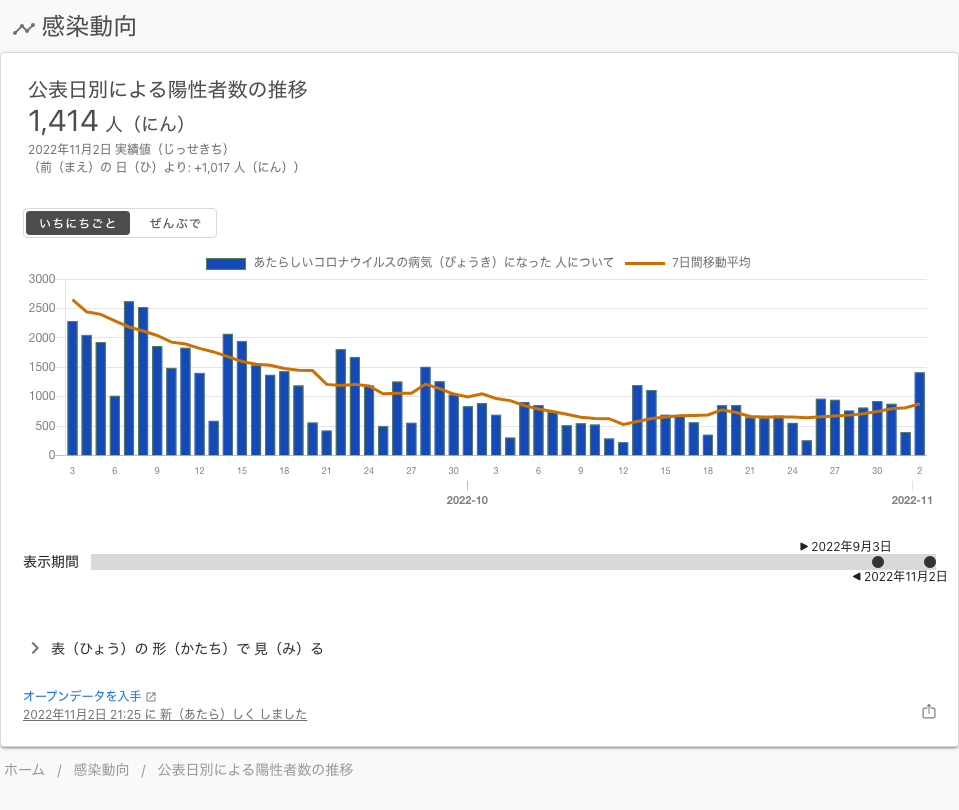 感染動向
公表日別による陽性者数の推移
1,414 人（にん）
2022年11月2日 実績値（じっせきち）
（前（まえ）の 日（ひ）より: +1,017 人（にん））
いちにちごと ぜんぶで
あたらしいコロナウイルスの病気（びょうき）になった 人について 7日間移動平均
3000
2500
2000
1500
1000
500
0
3 6 9 12 15 18 21 24 27 30 3 6 9 12 15 18 21 24 27 30 2
2022-10 2022-11
2022年9月3日
表示期間
2022年11月2日
表（ひょう）の 形（かたち）で 見（み）る
オープンデータを入手
2022年11月2日 21:25 に 新（あたら）しく しました
ホーム / 感染動向 / 公表日別による陽性者数の推移